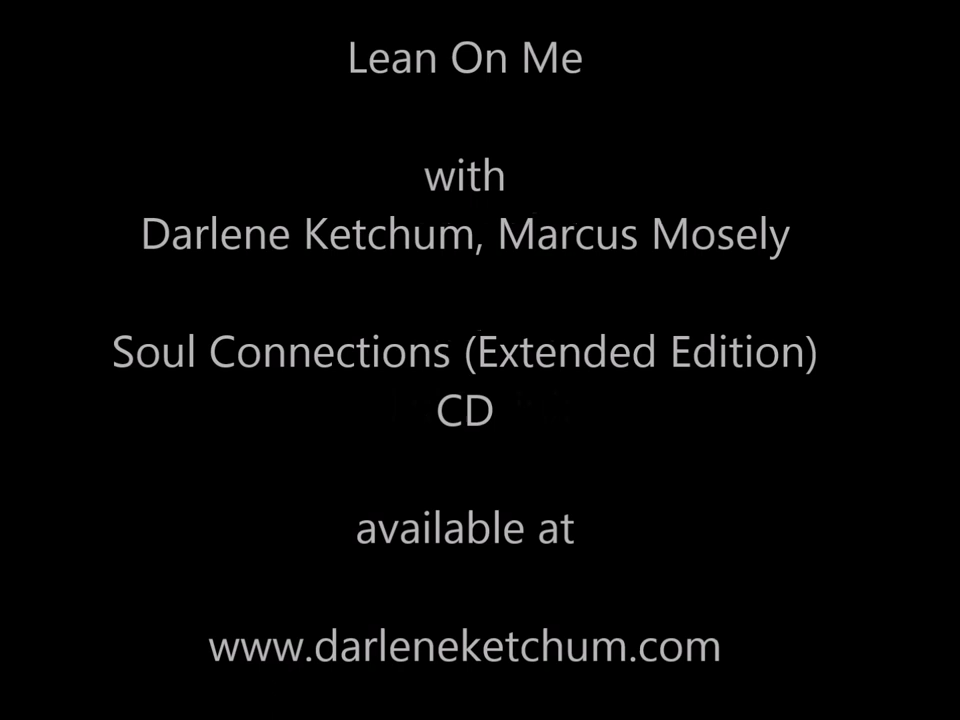 Lean On Me
with
Darlene Ketchum, Marcus Mosely
Soul Connections (Extended Edition)
CD
available at
www.darleneketchum.com